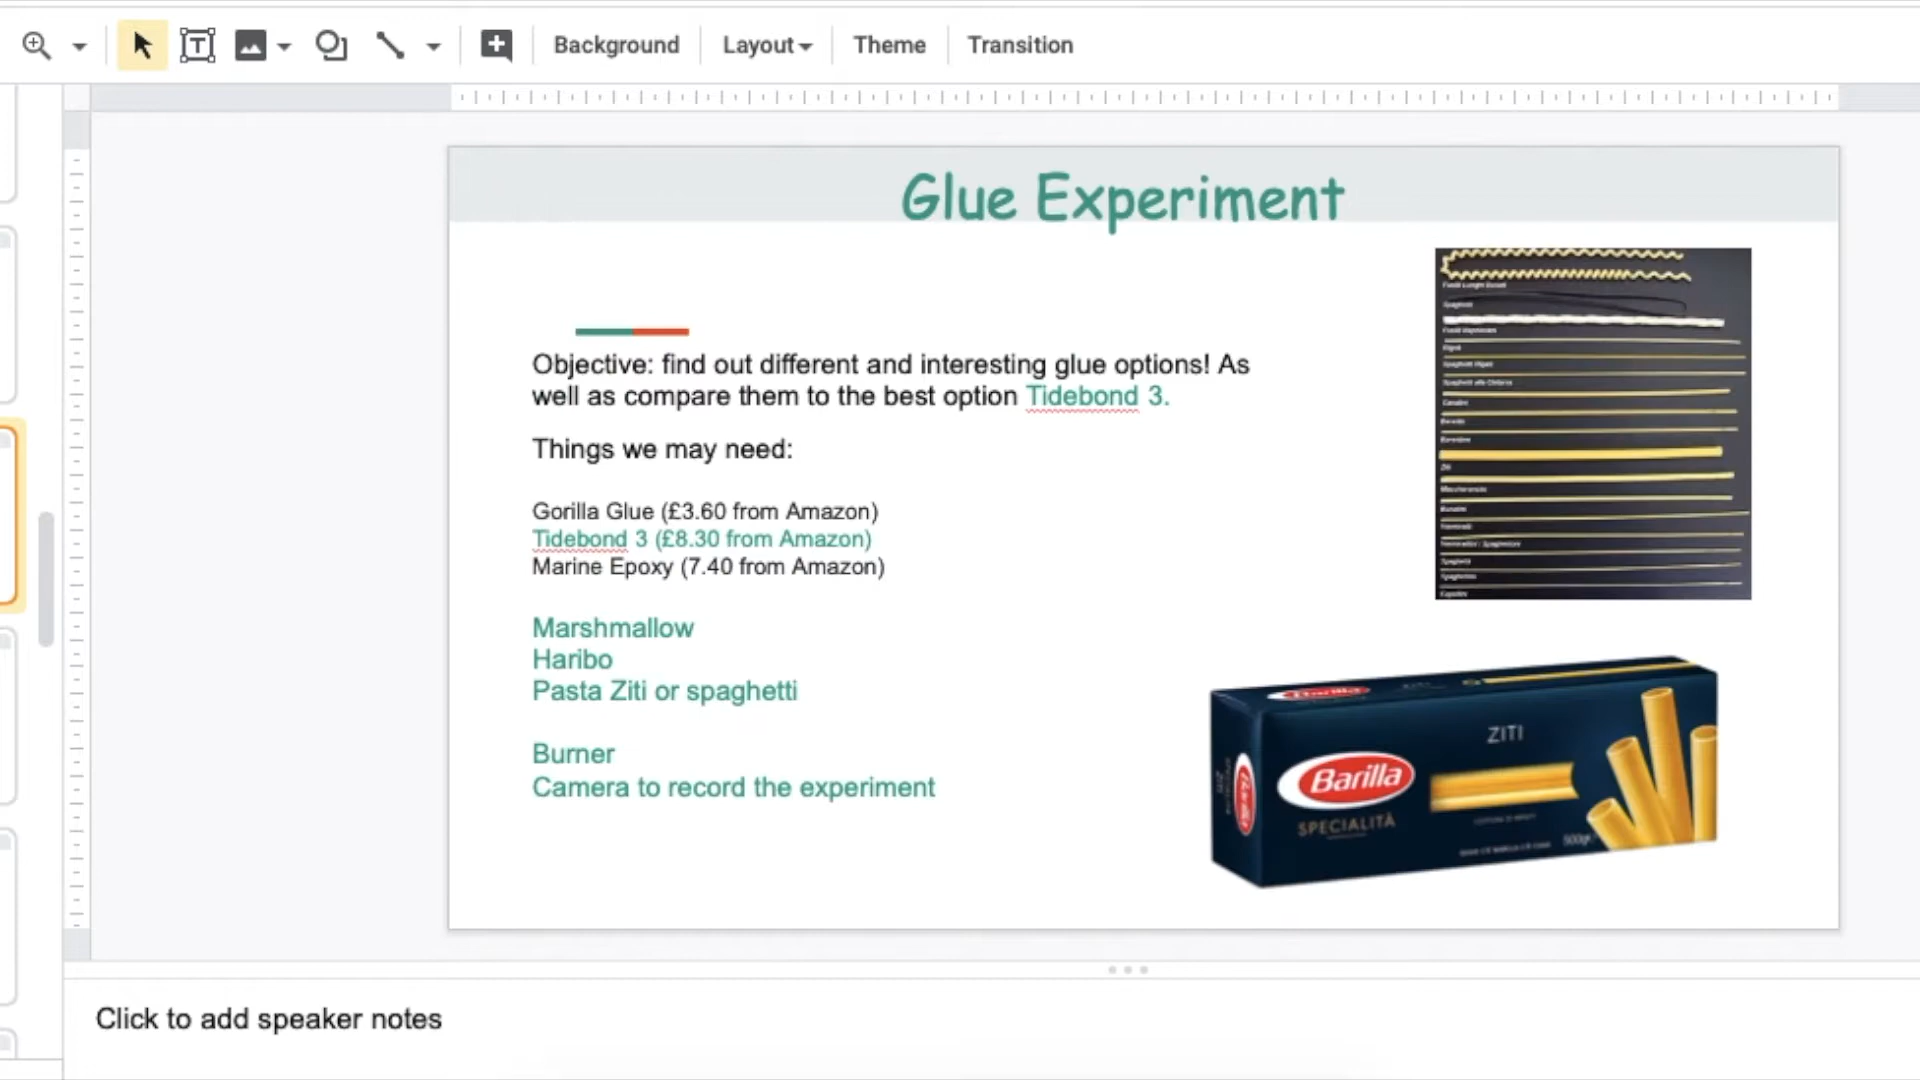 Background
Layout
Theme
Transition
Glue Experiment
Objective: find out different and interesting glue options! As
well as compare them to the best option Tidebond 3.
Things we may need:
Gorilla Glue (£3.60 from Amazon)
Tidebond 3 (£8.30 from Amazon)
Marine Epoxy (7.40 from Amazon)
Marshmallow
Haribo
Pasta Ziti or spaghetti
Burner
Camera to record the experiment
Barilla
ZITI
Barilla
SPECIALITÀ
Click to add speaker notes